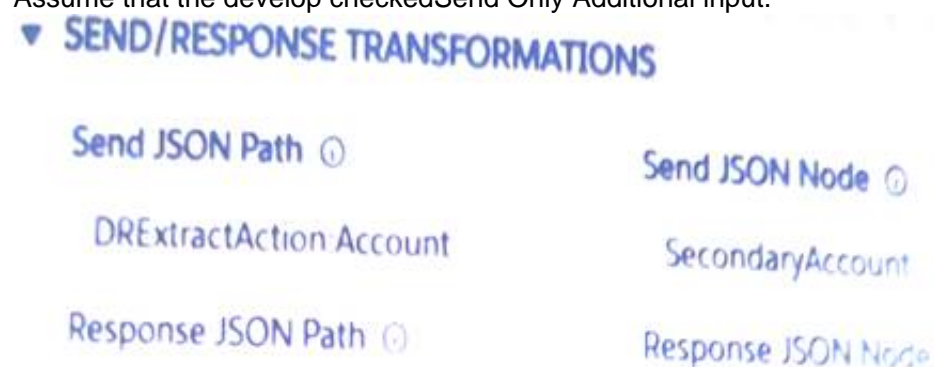 Assume that the develop checkedSend Only Additional Input.
▼ SEND/RESPONSE TRANSFORMATIONS
Send JSON Path
Send JSON Node
DRExtractAction:Account
SecondaryAccount
Response JSON Path
Response JSON Node